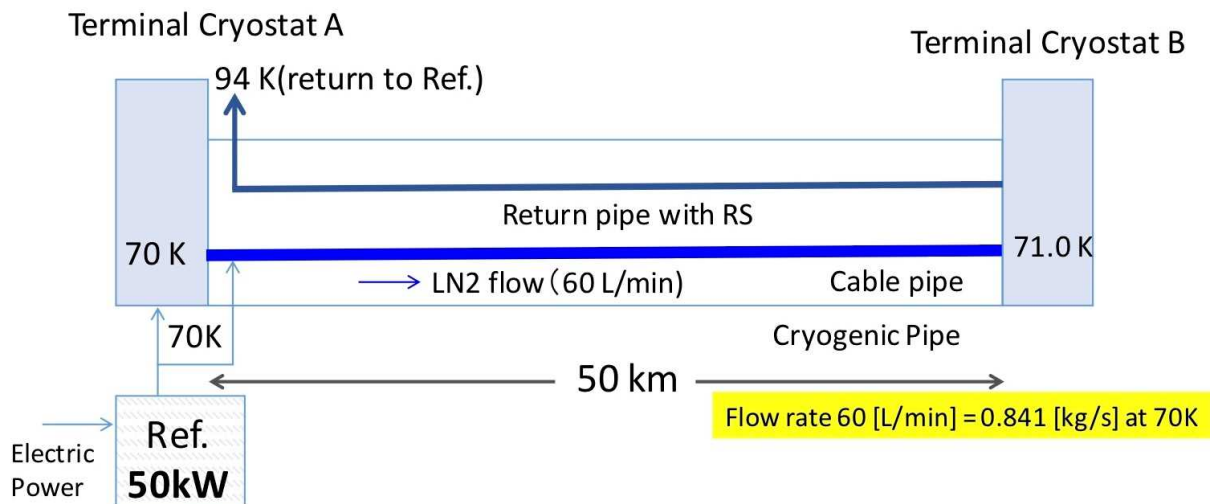 Terminal Cryostat A
Terminal Cryostat B
94 K(return to Ref.)
Return pipe with RS
70 K
71.0 K
LN2 flow（60 L/min)
Cable pipe
70K
Cryogenic Pipe
50 km
Flow rate 60 [L/min] = 0.841 [kg/s] at 70K
Ref.
50kW
Electric
Power